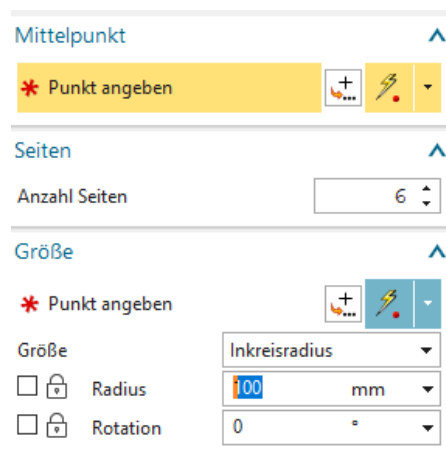 Mittelpunkt
* Punkt angeben
Seiten
Anzahl Seiten 6
Größe
* Punkt angeben
Größe Inkreisradius
Radius 100 mm
Rotation 0 °